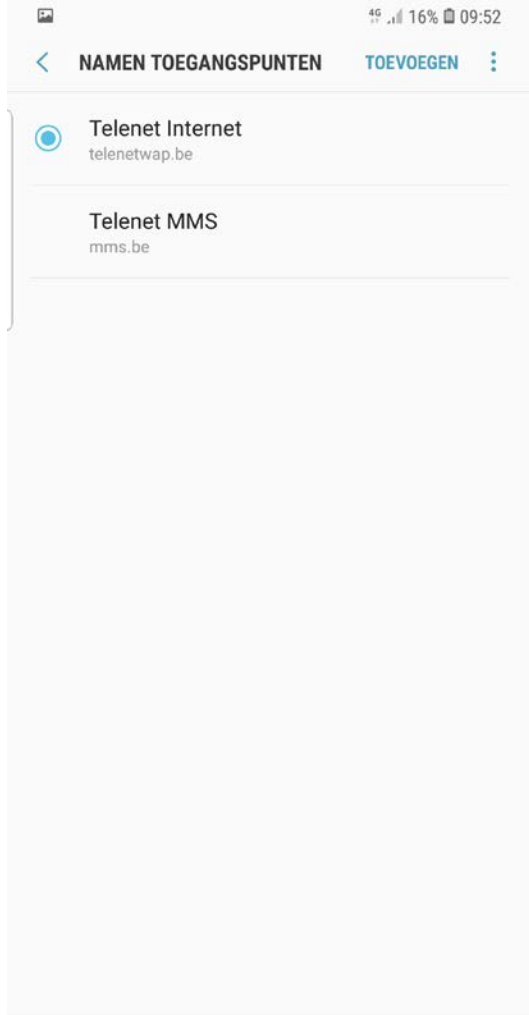 4G 16% 09:52
NAMEN TOEGANGSPUNTEN TOEVOEGEN
Telenet Internet
telenetwap.be
Telenet MMS
mms.be